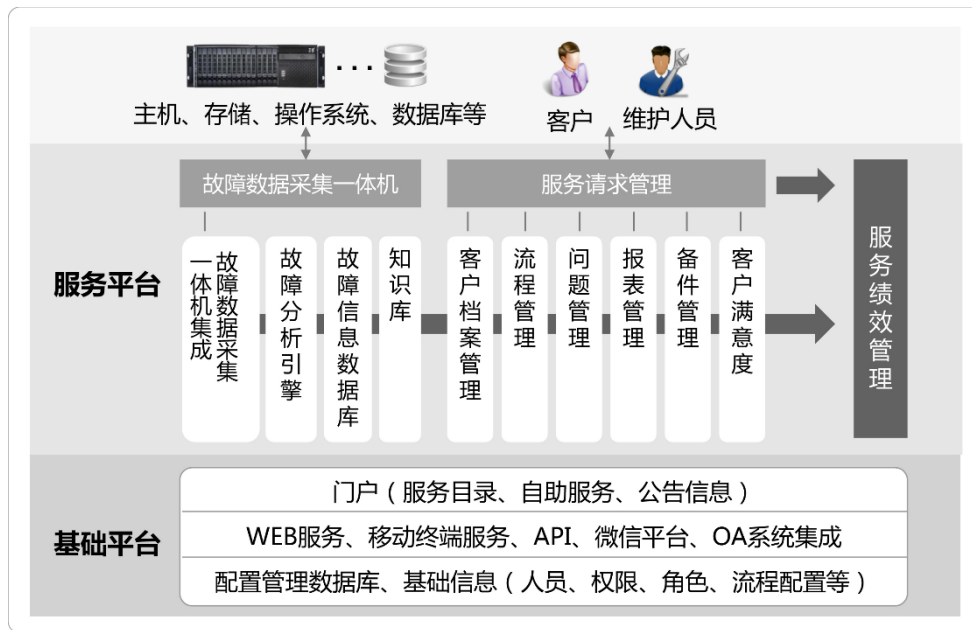 主机、存储、操作系统、数据库等
客户
维护人员
故障数据采集一体机
服务请求管理
服务平台
故障数据采集
一体机集成
故障分析引擎
故障信息数据库
知识库
客户档案管理
流程管理
问题管理
报表管理
备件管理
客户满意度
服务绩效管理
基础平台
门户（服务目录、自助服务、公告信息）
WEB服务、移动终端服务、API、微信平台、OA系统集成
配置管理数据库、基础信息（人员、权限、角色、流程配置等）